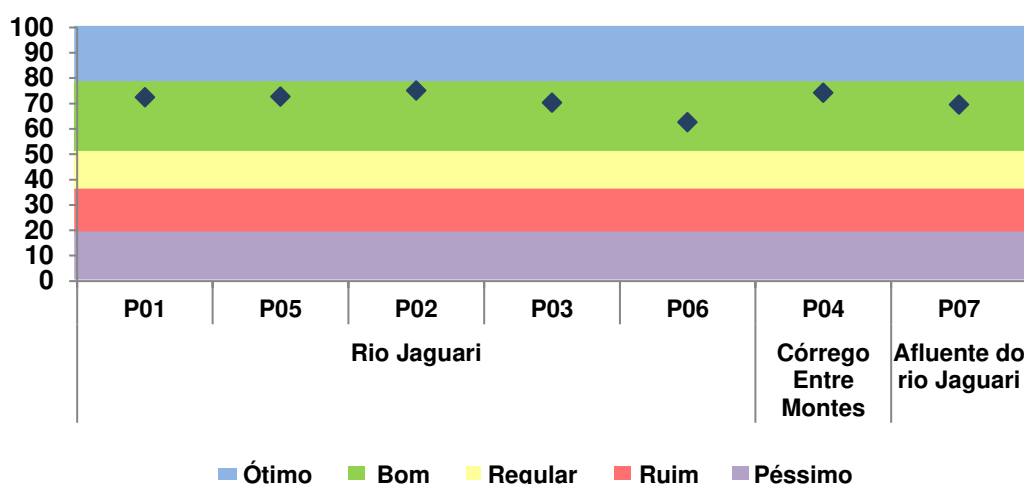 100
90
80
70
60
50
40
30
20
10
0
P01 P05 P02 P03 P06 P04 P07
Rio Jaguari
Córrego
Entre
Montes
Afluente do
rio Jaguari
Ótimo Bom Regular Ruim Péssimo